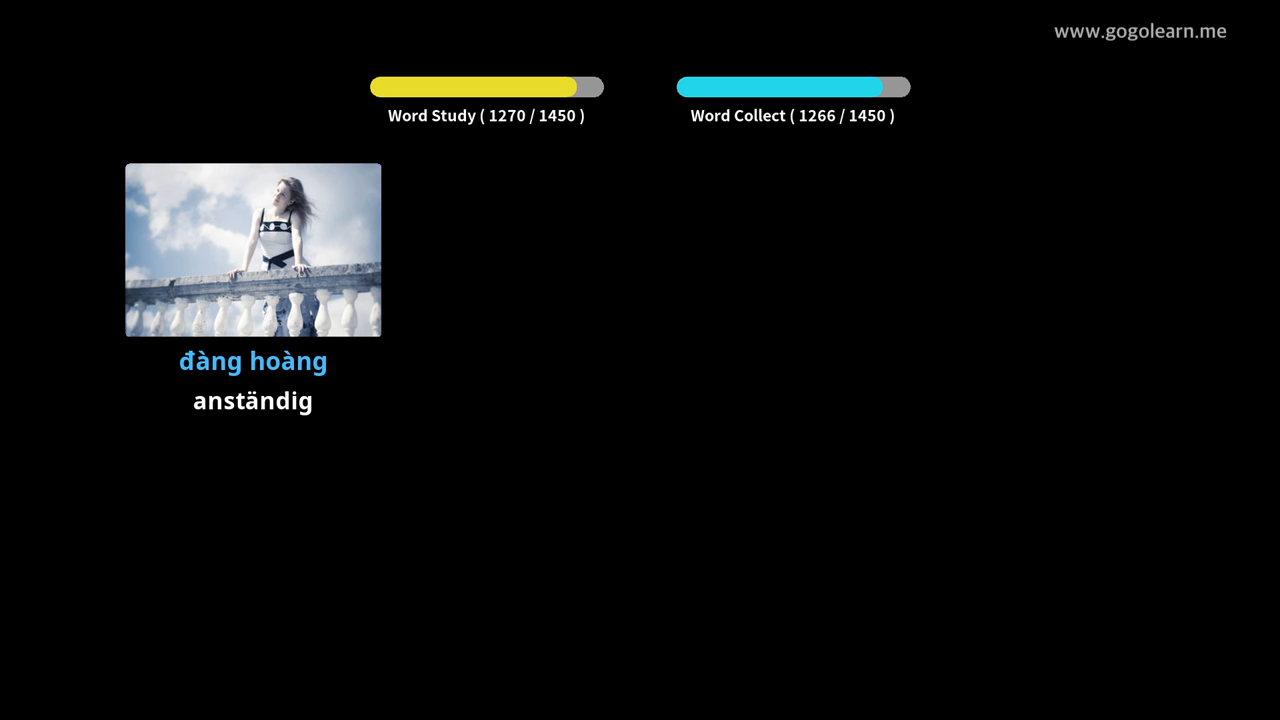 www.gogolearn.me
Word Study ( 1270 / 1450 )
Word Collect ( 1266 / 1450 )
đàng hoàng
anständig